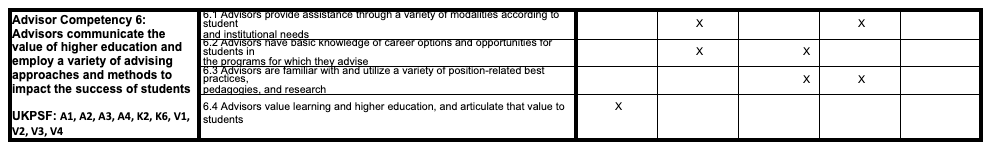 Advisor Competency 6:
Advisors communicate the
value of higher education and
employ a variety of advising
approaches and methods to
impact the success of students
UKPSF: A1, A2, A3, A4, K2, K6, V1,
V2, V3, V4
6.1 Advisors provide assistance through a variety of modalities according to
student
and institutional needs
X X
6.2 Advisors have basic knowledge of career options and opportunities for
students in
the programs for which they advise
X X
6.3 Advisors are familiar with and utilize a variety of position-related best
practices,
pedagogies, and research
X X
6.4 Advisors value learning and higher education, and articulate that value to
students
X